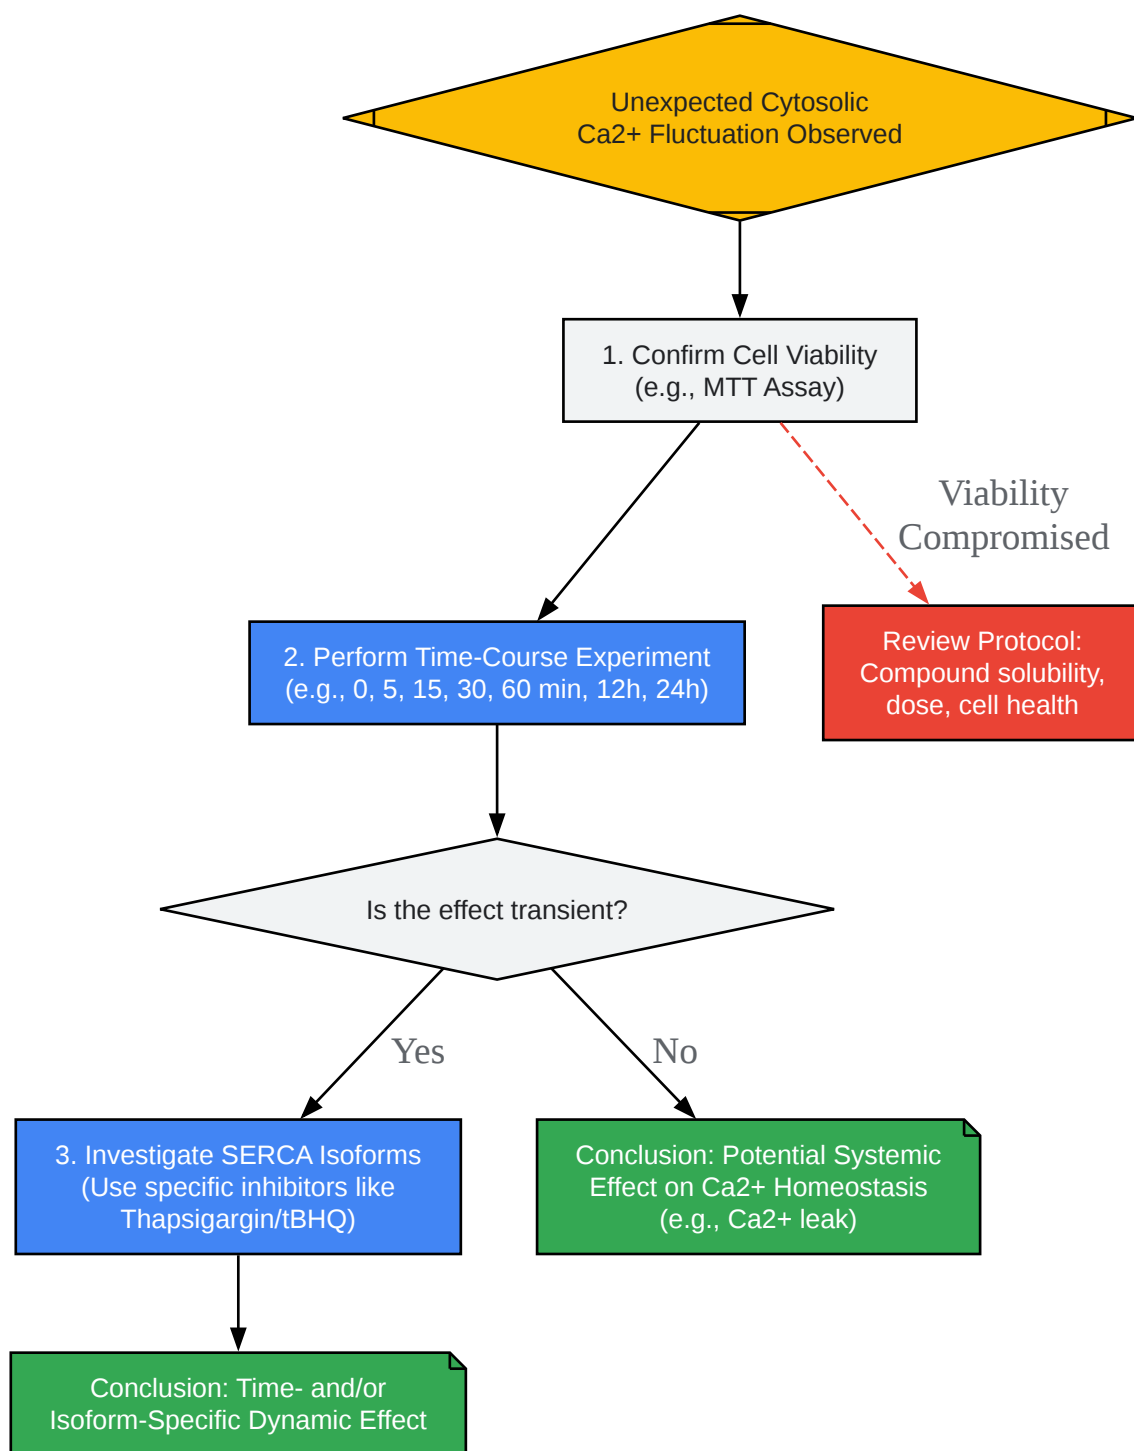 Unexpected Cytosolic
Ca2+ Fluctuation Observed
1. Confirm Cell Viability
(e.g., MTT Assay)
Viability
Compromised
2. Perform Time-Course Experiment
(e.g., 0, 5, 15, 30, 60 min, 12h, 24h)
Review Protocol:
Compound solubility,
dose, cell health
Is the effect transient?
Yes
No
3. Investigate SERCA Isoforms
(Use specific inhibitors like
Thapsigargin/tBHQ)
Conclusion: Potential Systemic
Effect on Ca2+ Homeostasis
(e.g., Ca2+ leak)
Conclusion: Time- and/or
Isoform-Specific Dynamic Effect